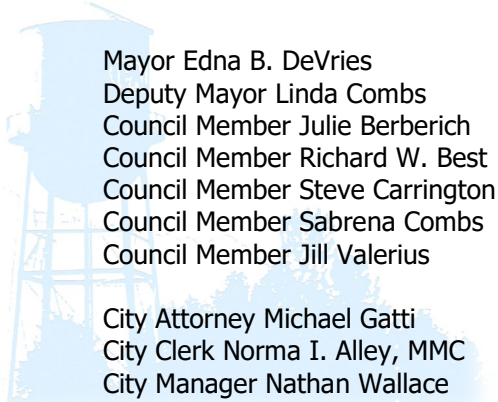 Mayor Edna B. DeVries
Deputy Mayor Linda Combs
Council Member Julie Berberich
Council Member Richard W. Best
Council Member Steve Carrington
Council Member Sabrena Combs
Council Member Jill Valerius
City Attorney Michael Gatti
City Clerk Norma I. Alley, MMC
City Manager Nathan Wallace